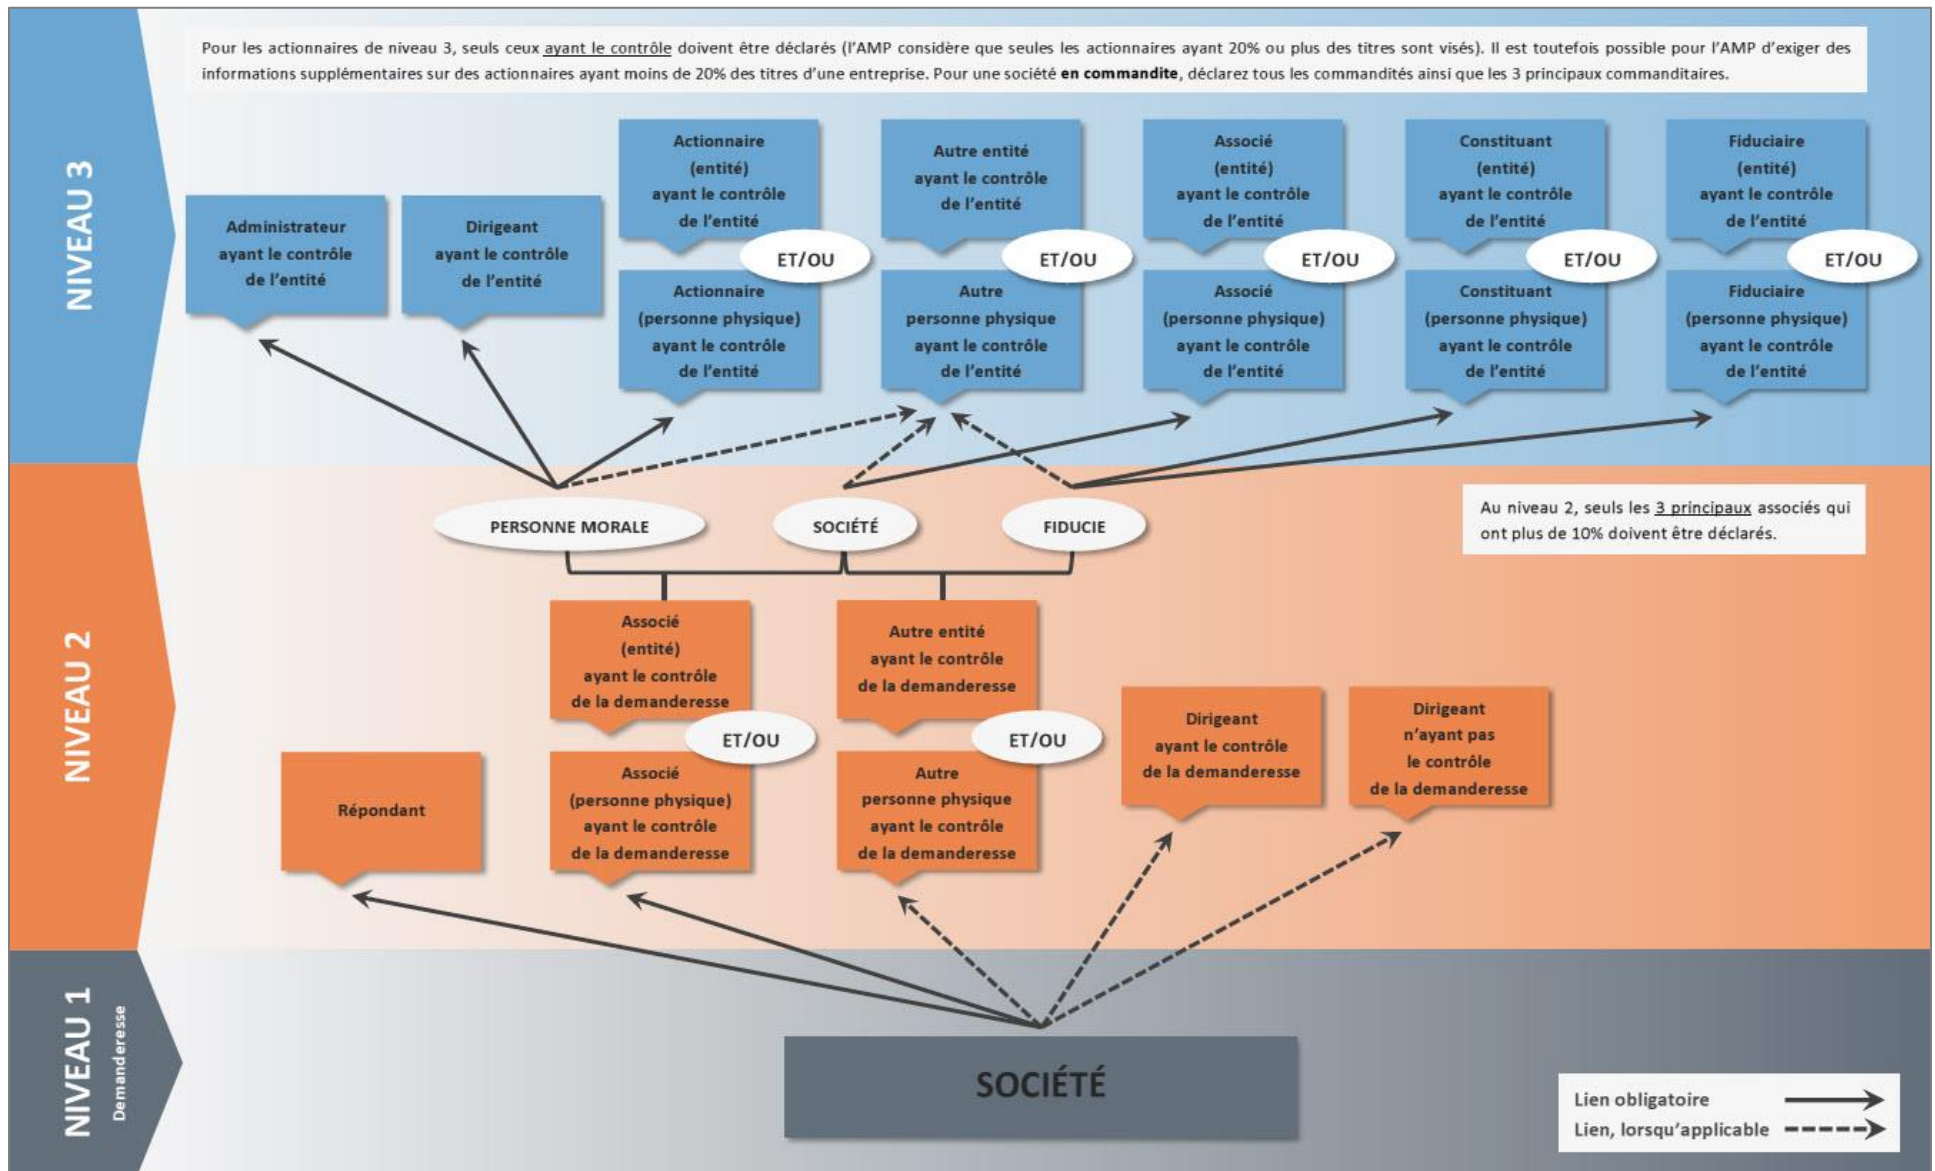 NIVEAU 3
Pour les actionnaires de niveau 3, seuls ceux ayant le contrôle doivent être déclarés (l'AMP considère que seules les actionnaires ayant 20% ou plus des titres sont visés). Il est toutefois possible pour l'AMP d'exiger des
informations supplémentaires sur des actionnaires ayant moins de 20% des titres d'une entreprise. Pour une société en commandite, déclarez tous les commandités ainsi que les 3 principaux commanditaires.
Administrateur
ayant le contrôle
de l'entité
Dirigeant
ayant le contrôle
de l'entité
Actionnaire
(entité)
ayant le contrôle
de l'entité
ET/OU
Actionnaire
(personne physique)
ayant le contrôle
de l'entité
Autre entité
ayant le contrôle
de l'entité
ET/OU
Autre
personne physique
ayant le contrôle
de l'entité
Associé
(entité)
ayant le contrôle
de l'entité
ET/OU
Associé
(personne physique)
ayant le contrôle
de l'entité
Constituant
(entité)
ayant le contrôle
de l'entité
ET/OU
Constituant
(personne physique)
ayant le contrôle
de l'entité
Fiduciaire
(entité)
ayant le contrôle
de l'entité
ET/OU
Fiduciaire
(personne physique)
ayant le contrôle
de l'entité
NIVEAU 2
PERSONNE MORALE
SOCIÉTÉ
FIDUCIE
Au niveau 2, seuls les 3 principaux associés qui
ont plus de 10% doivent être déclarés.
Répondant
Associé
(entité)
ayant le contrôle
de la demanderesse
ET/OU
Associé
(personne physique)
ayant le contrôle
de la demanderesse
Autre entité
ayant le contrôle
de la demanderesse
ET/OU
Autre
personne physique
ayant le contrôle
de la demanderesse
Dirigeant
ayant le contrôle
de la demanderesse
Dirigeant
n'ayant pas
le contrôle
de la demanderesse
NIVEAU 1
Demanderesse
SOCIÉTÉ
Lien obligatoire
Lien, lorsqu'applicable